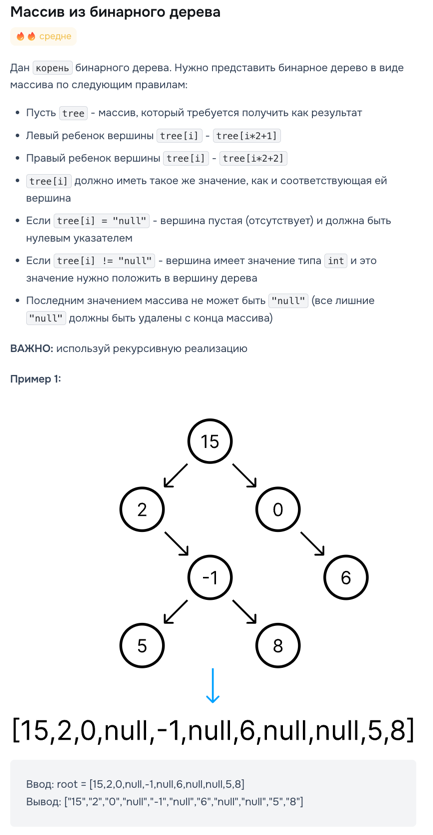 Массив из бинарного дерева
🔥🔥 средне
Дан корень бинарного дерева. Нужно представить бинарное дерево в виде
массива по следующим правилам:
• Пусть tree - массив, который требуется получить как результат
• Левый ребенок вершины tree[i] - tree[i*2+1]
• Правый ребенок вершины tree[i] - tree[i*2+2]
• tree[i] должно иметь такое же значение, как и соответствующая ей
вершина
• Если tree[i] = "null" - вершина пустая (отсутствует) и должна быть
нулевым указателем
• Если tree[i] != "null" - вершина имеет значение типа int и это
значение нужно положить в вершину дерева
• Последним значением массива не может быть "null" (все лишние
"null" должны быть удалены с конца массива)
ВАЖНО: используй рекурсивную реализацию
Пример 1:
15
2 0
-1 6
5 8
[15,2,0,null,-1,null,6,null,null,5,8]
Ввод: root = [15,2,0,null,-1,null,6,null,null,5,8]
Вывод: ["15","2","0","null","-1","null","6","null","null","5","8"]